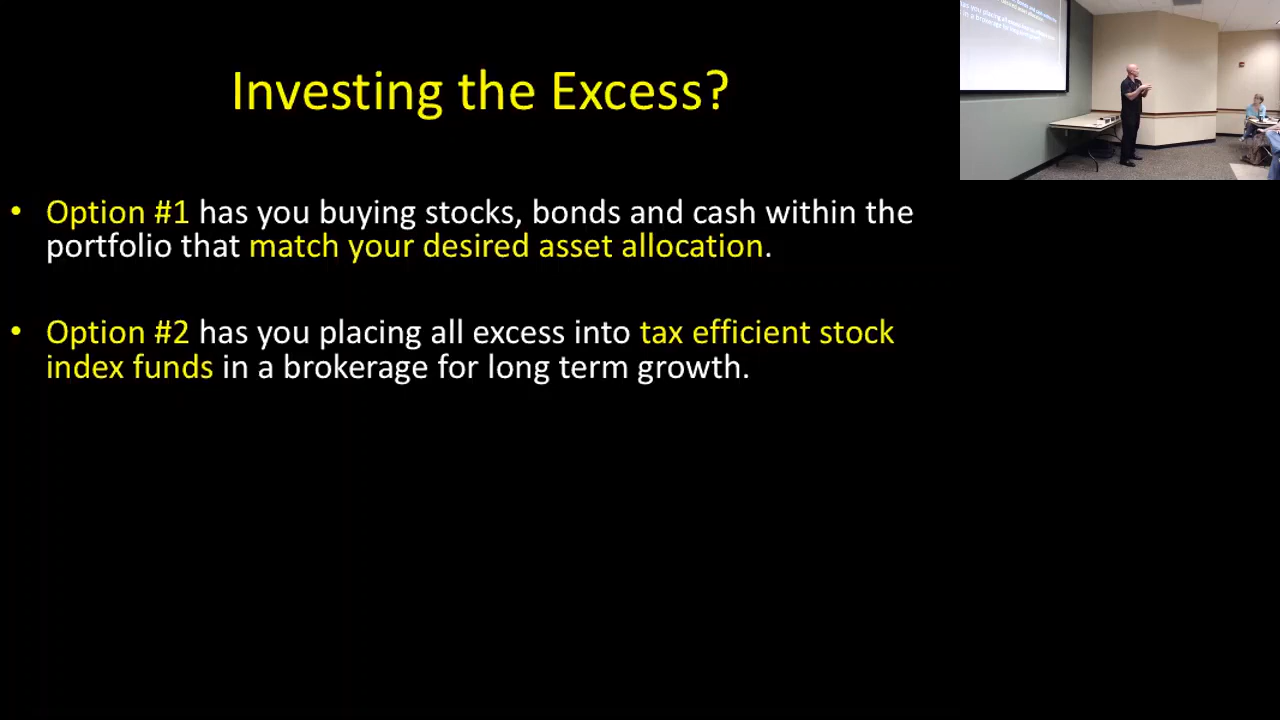 Investing the Excess?
• Option #1 has you buying stocks, bonds and cash within the
portfolio that match your desired asset allocation.
• Option #2 has you placing all excess into tax efficient stock
index funds in a brokerage for long term growth.